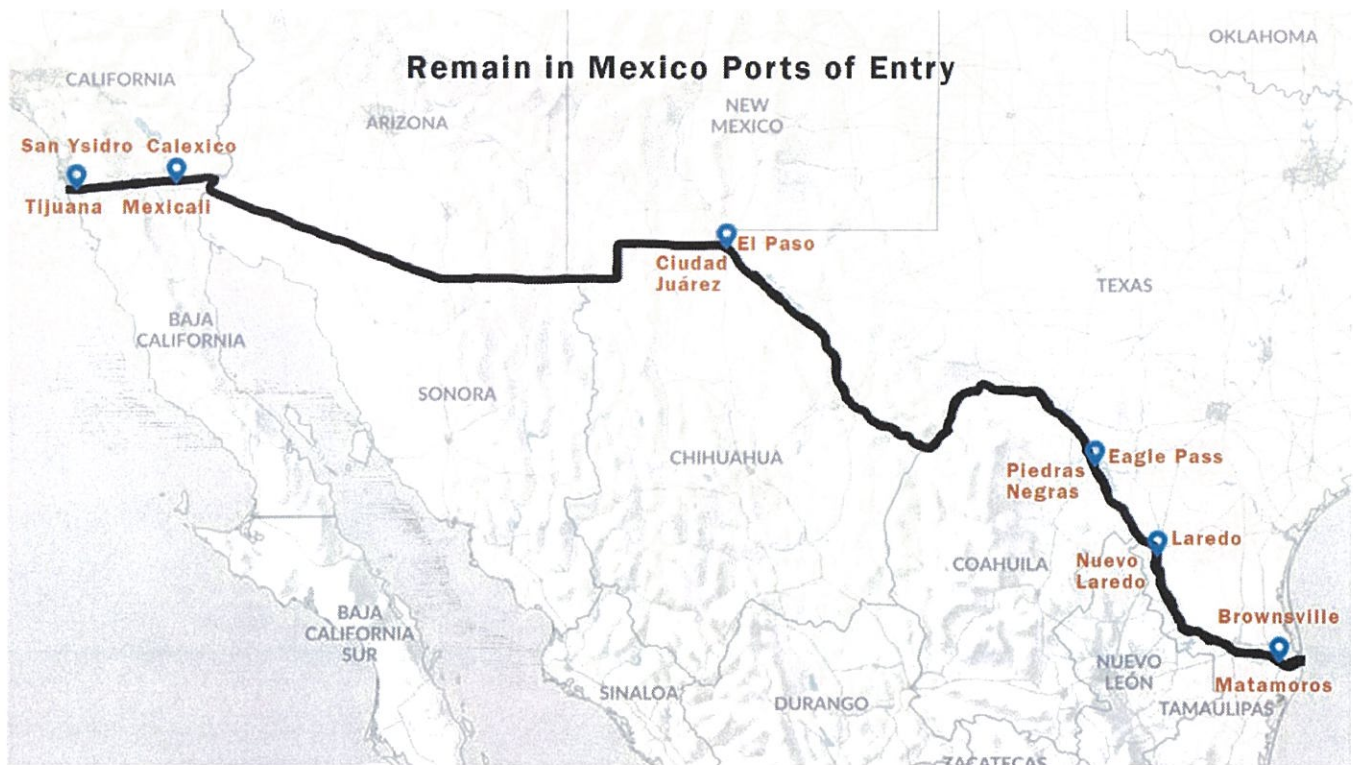 Remain in Mexico Ports of Entry
OKLAHOMA
CALIFORNIA
ARIZONA
NEW
MEXICO
San Ysidro
Calexico
Tijuana
Mexicali
El Paso
Ciudad
Juárez
TEXAS
BAJA
CALIFORNIA
SONORA
CHIHUAHUA
Eagle Pass
Piedras
Negras
Laredo
COAHUILA
Nuevo
Laredo
BAJA
CALIFORNIA
SUR
Brownsville
SINALOA
DURANGO
NUEVO
LEÓN
Matamoros
TAMAULIPAS
ZACATECAS